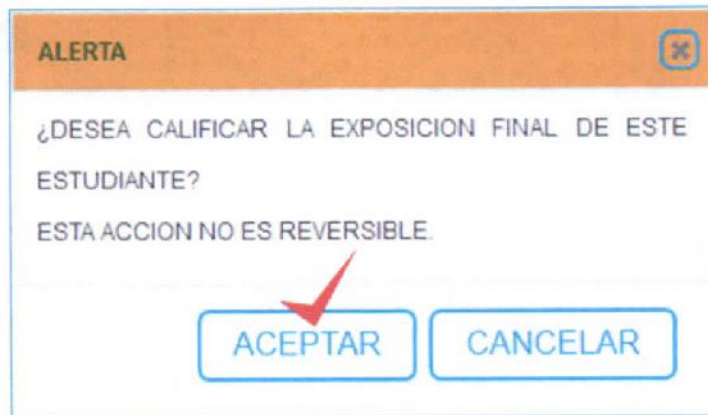 ALERTA
¿DESEA CALIFICAR LA EXPOSICION FINAL DE ESTE
ESTUDIANTE?
ESTA ACCION NO ES REVERSIBLE.
ACEPTAR CANCELAR